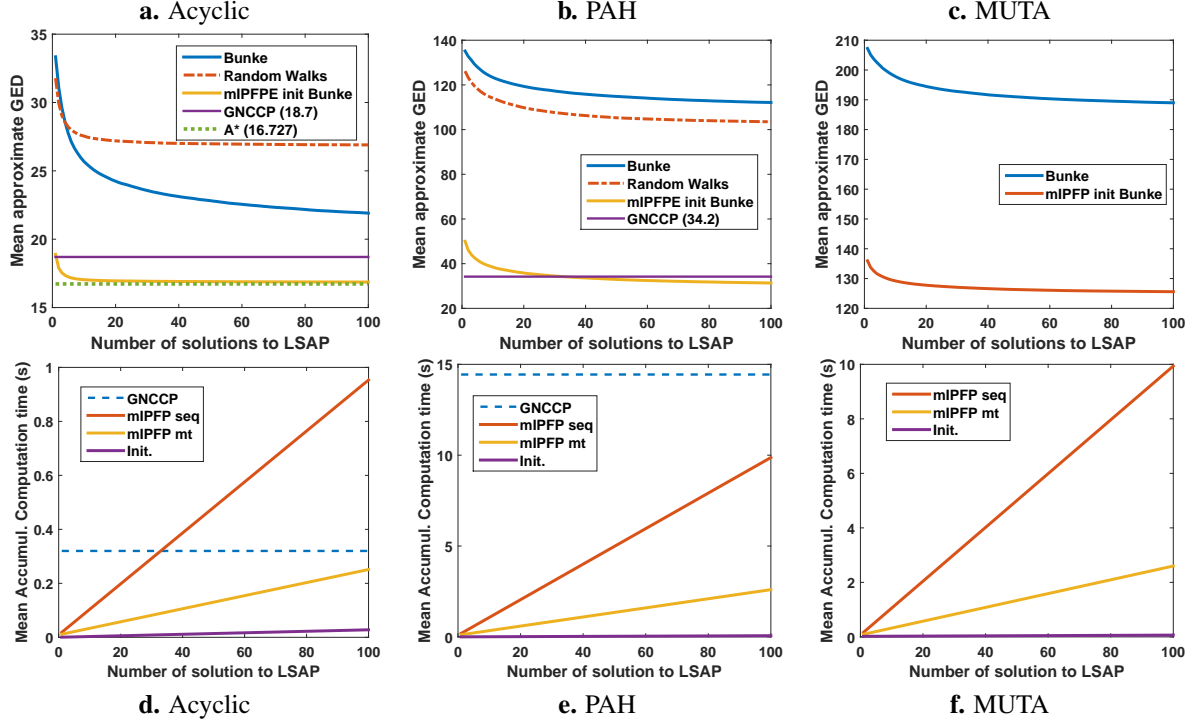 a. Acyclic
Mean approximate GED
35
30
25
20
15
0
20
40
60
80
100
Number of solutions to LSAP
Bunke
Random Walks
mIPFPE init Bunke
GNCCP (18.7)
A* (16.727)
b. PAH
Mean approximate GED
140
120
100
80
60
40
20
0
20
40
60
80
100
Number of solutions to LSAP
Bunke
Random Walks
mIPFPE init Bunke
GNCCP (34.2)
c. MUTA
Mean approximate GED
210
200
190
180
170
160
150
140
130
120
0
20
40
60
80
100
Number of solutions to LSAP
Bunke
mIPFP init Bunke
Mean Accumul. Computation time (s)
1
0.8
0.6
0.4
0.2
0
0
20
40
60
80
100
Number of solution to LSAP
GNCCP
mIPFP seq
mIPFP mt
Init.
d. Acyclic
Mean Accumul. Computation time (s)
15
10
5
0
0
20
40
60
80
100
Number of solution to LSAP
GNCCP
mIPFP seq
mIPFP mt
Init.
e. PAH
Mean Accumul. Computation time (s)
10
8
6
4
2
0
0
20
40
60
80
100
Number of solution to LSAP
mIPFP seq
mIPFP mt
Init.
f. MUTA